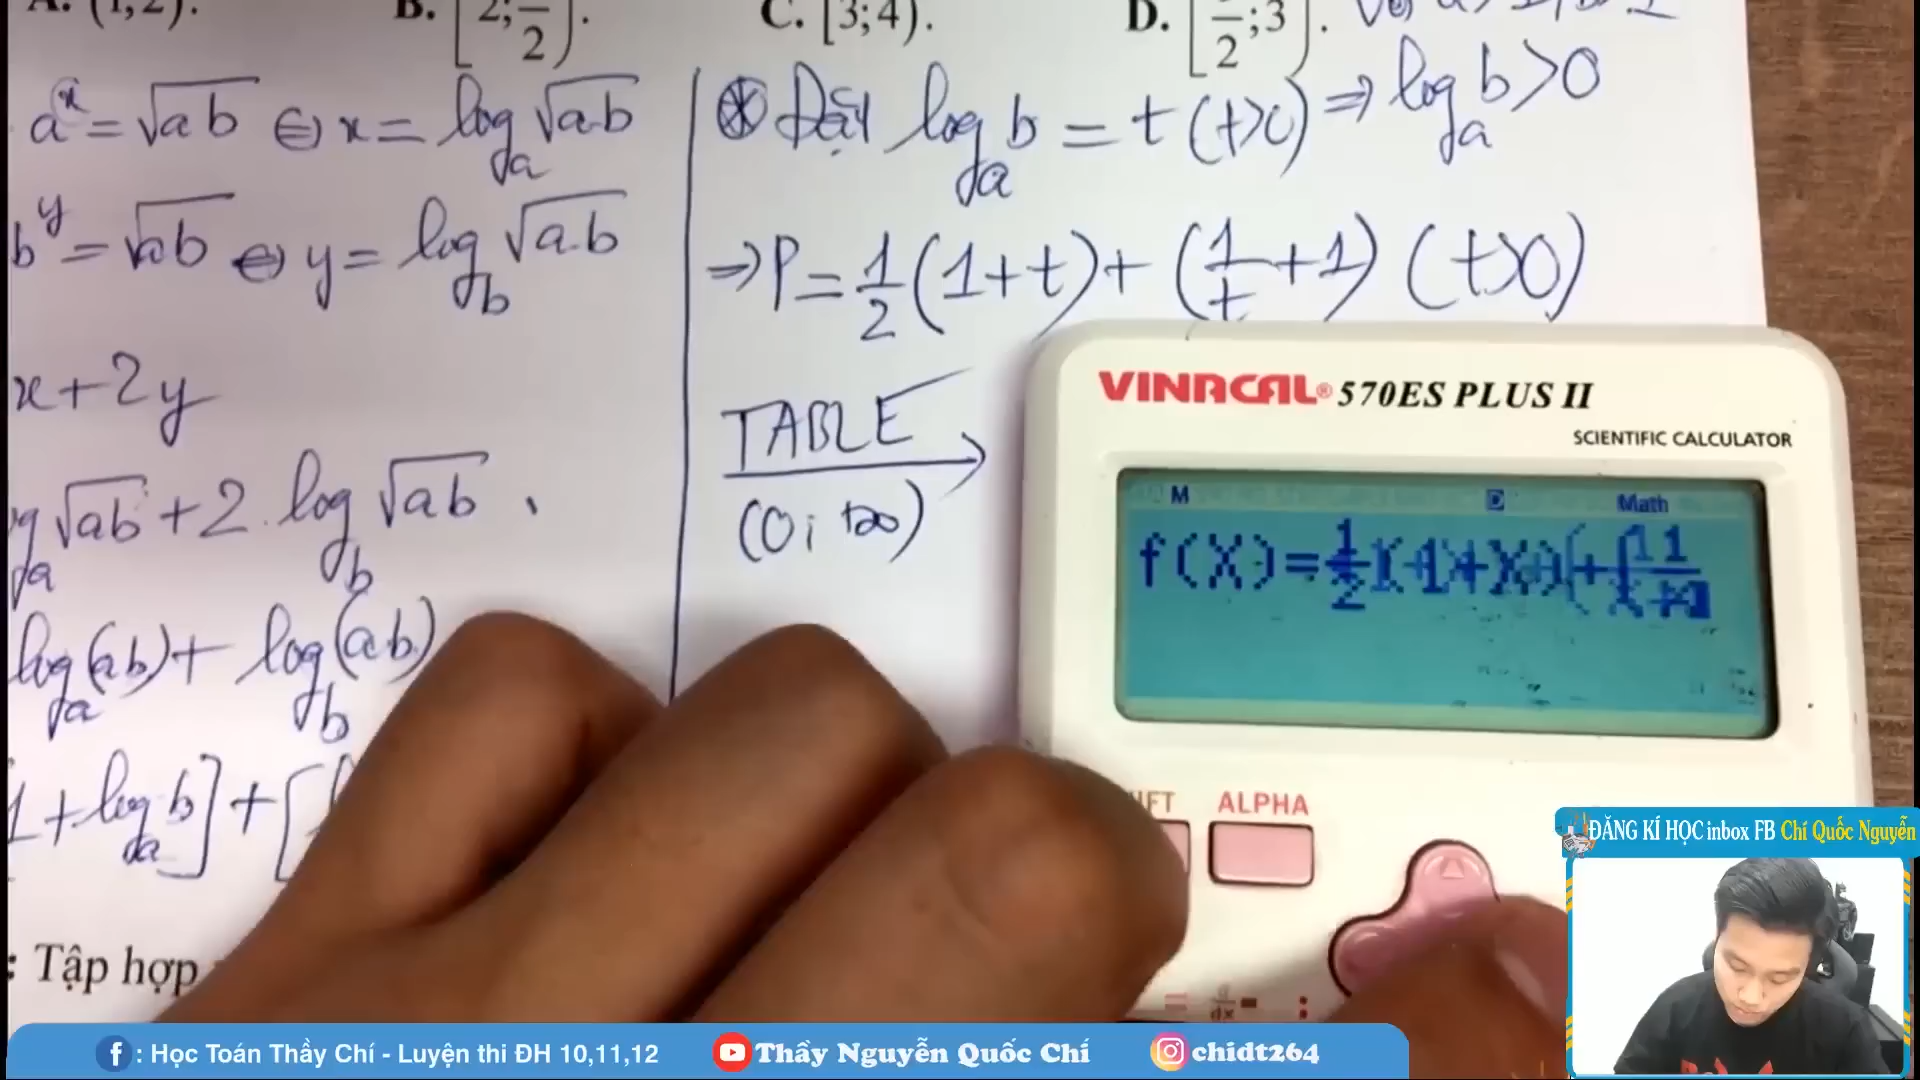 A. (1;2). B. [2; 5/2). C. [3;4). D. [5/2; 3).
a^x = √ab ⇔ x = log_a √a.b
b^y = √ab ⇔ y = log_b √a.b
x + 2y
√ab + 2. log_b √ab
log_a (ab) + log_b (a.b)
1 + log_a b] + [
: Tập hợp
⊛ Đặt log_a b = t (t>0) ⇒ log_a b > 0
⇒ P = 1/2 (1+t) + (1/t + 1) (t>0)
TABLE
(0; +∞)
VINACAL® 570ES PLUS II
SCIENTIFIC CALCULATOR
M D Math
f(X)=
ALPHA
ĐĂNG KÍ HỌC inbox FB Chí Quốc Nguyễn
: Học Toán Thầy Chí - Luyện thi ĐH 10,11,12
Thầy Nguyễn Quốc Chí
chidt264